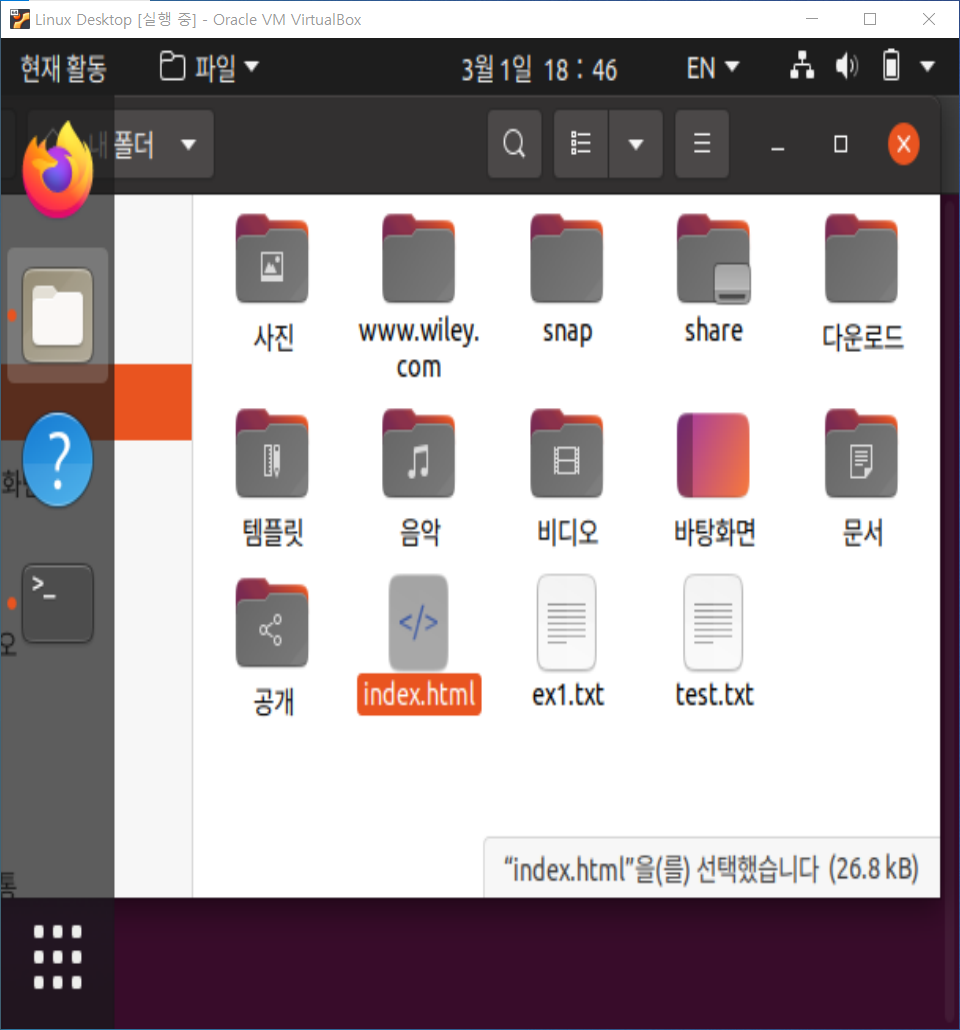 Linux Desktop [실행 중] - Oracle VM VirtualBox
현재 활동 파일 3월 1일 18 : 46 EN
내 폴더
사진 www.wiley.com snap share 다운로드
템플릿 음악 비디오 바탕화면 문서
공개 index.html ex1.txt test.txt
오
톰
“index.html”을(를) 선택했습니다 (26.8 kB)